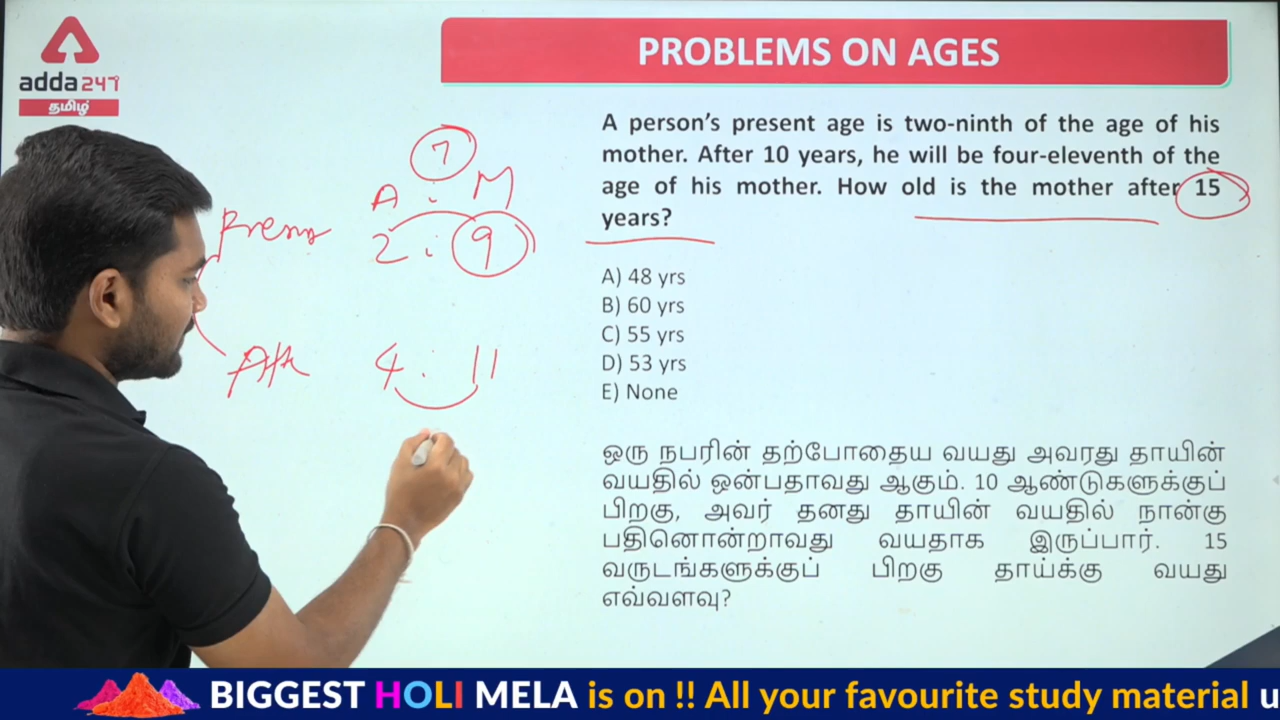 adda247
தமிழ்
PROBLEMS ON AGES
A person's present age is two-ninth of the age of his
mother. After 10 years, he will be four-eleventh of the
age of his mother. How old is the mother after 15
years?
A) 48 yrs
B) 60 yrs
C) 55 yrs
D) 53 yrs
E) None
7
A : M
2 : 9
4 : 11
ஒரு நபரின் தற்போதைய வயது அவரது தாயின்
வயதில் ஒன்பதாவது ஆகும். 10 ஆண்டுகளுக்குப்
பிறகு, அவர் தனது தாயின் வயதில் நான்கு
பதினொன்றாவது வயதாக இருப்பார். 15
வருடங்களுக்குப் பிறகு தாய்க்கு வயது
எவ்வளவு?
BIGGEST HOLI MELA is on !! All your favourite study material u